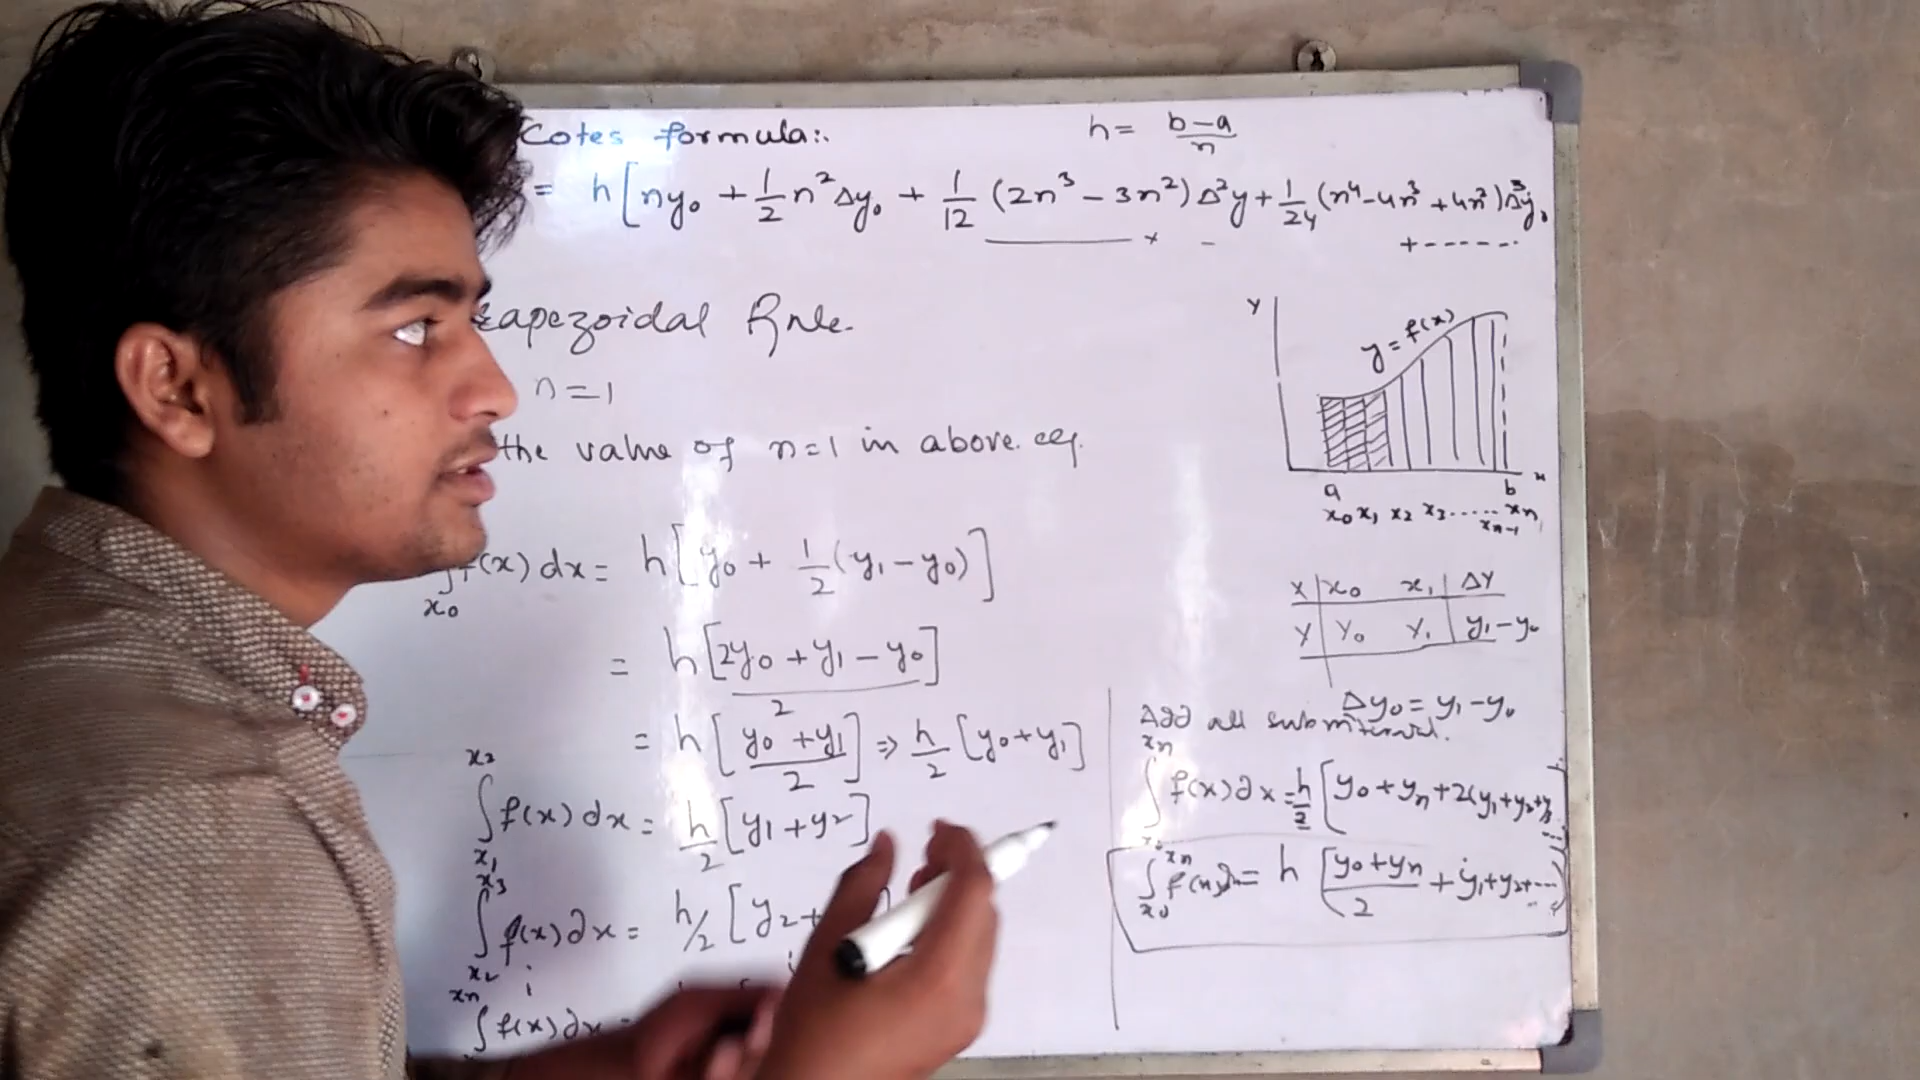 Cotes formula:.
h = b-a/n
= h[ny₀ + 1/2 n²Δy₀ + 1/12 (2n³ - 3n²) Δ²y + 1/24 (n⁴ - 4n³ + 4n²) Δ³y₀
+ - - - - - -
Rule.
n = 1
the value of n=1 in above. eq.
∫x₀ f(x) dx = h[y₀ + 1/2 (y₁ - y₀)]
= h[2y₀ + y₁ - y₀ / 2]
= h[y₀ + y₁ / 2] ⇒ h/2 [y₀ + y₁]
∫x₁^x₂ f(x) dx = h/2 [y₁ + y₂]
∫x₂^x₃ f(x) ∂x = h/2 [y₂ +
∫^xₙ f(x) ∂x =
Y
y = f(x)
x
a b
x₀ x₁ x₂ x₃ ..... xₙ₋₁ xₙ
X | x₀ x₁ | ΔY
Y | Y₀ Y₁ | y₁ - y₀
Δy₀ = y₁ - y₀
Add all
∫^xₙ f(x) ∂x = h/2 [y₀ + yₙ + 2(y₁ + y₂ + y₃ ...
∫x₀^xₙ f(x) = h [y₀ + yₙ / 2 + y₁ + y₂ + ...]